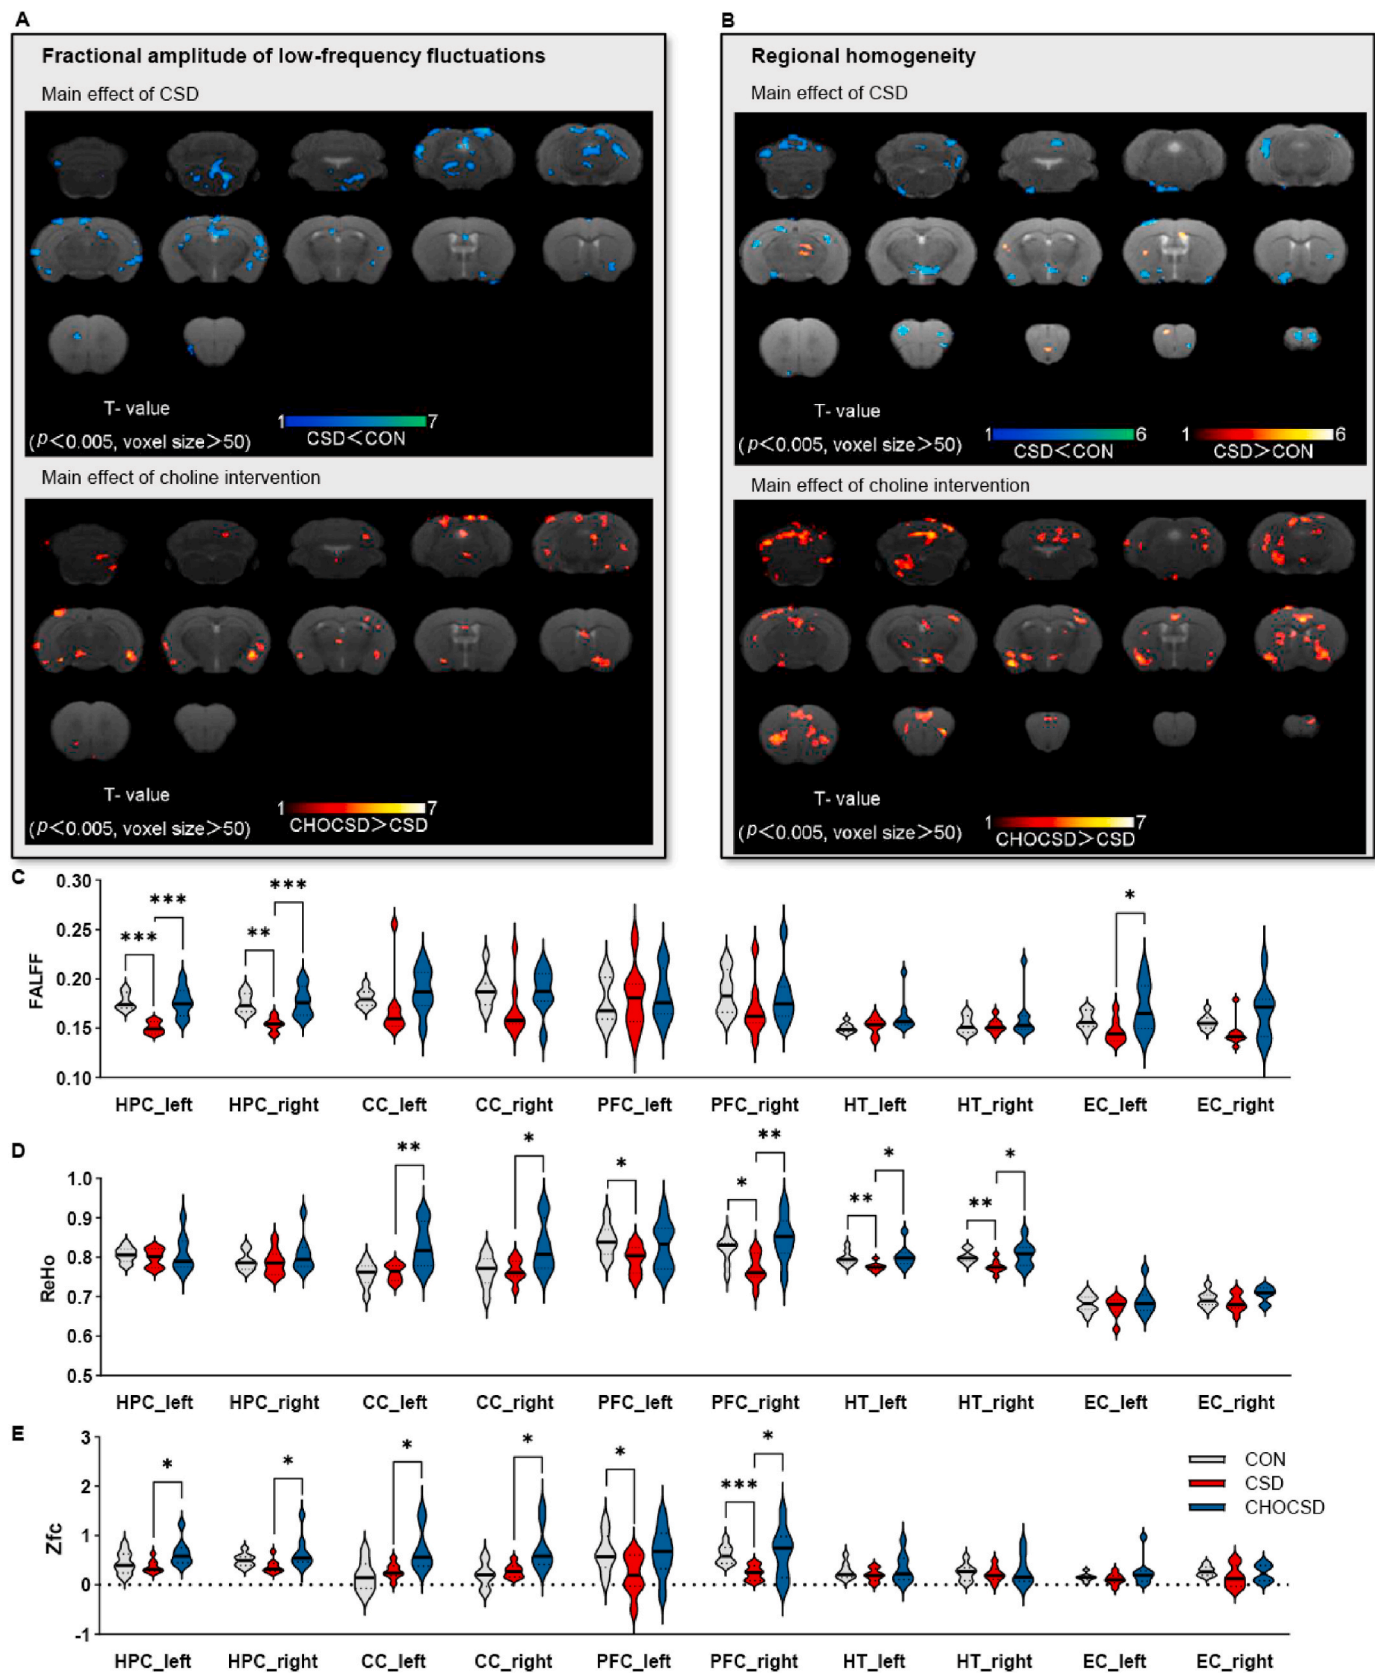 A
Fractional amplitude of low-frequency fluctuations
Main effect of CSD
T- value
1 7
(p<0.005, voxel size>50) CSD<CON
Main effect of choline intervention
T- value
1 7
(p<0.005, voxel size>50) CHOCSD>CSD
B
Regional homogeneity
Main effect of CSD
T- value
1 6 1 6
(p<0.005, voxel size>50) CSD<CON CSD>CON
Main effect of choline intervention
T- value
1 7
(p<0.005, voxel size>50) CHOCSD>CSD
C
FALFF
0.30
0.25
0.20
0.15
0.10
*** *** ** *** *
HPC_left HPC_right CC_left CC_right PFC_left PFC_right HT_left HT_right EC_left EC_right
D
ReHo
1.0
0.9
0.8
0.7
0.6
0.5
** * * * ** ** * ** *
HPC_left HPC_right CC_left CC_right PFC_left PFC_right HT_left HT_right EC_left EC_right
E
Zfc
3
2
1
0
-1
* * * * * *** *
CON
CSD
CHOCSD
HPC_left HPC_right CC_left CC_right PFC_left PFC_right HT_left HT_right EC_left EC_right